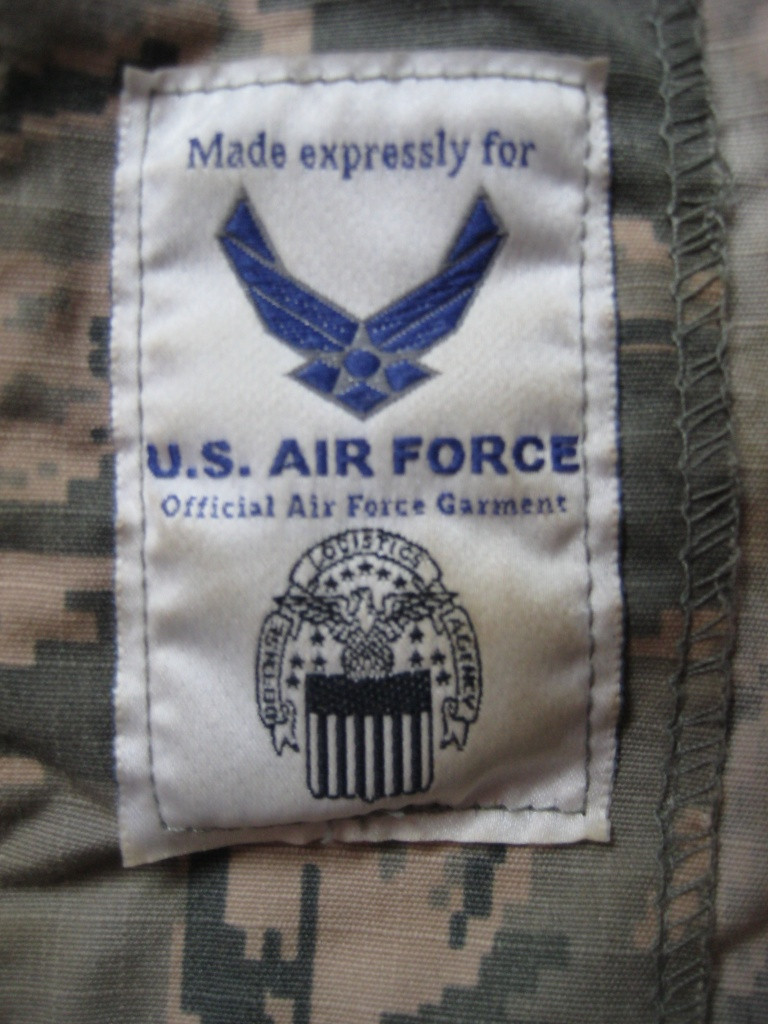 Made expressly for
U.S. AIR FORCE
Official Air Force Garment
LOGISTICS
DEFENSE
AGENCY